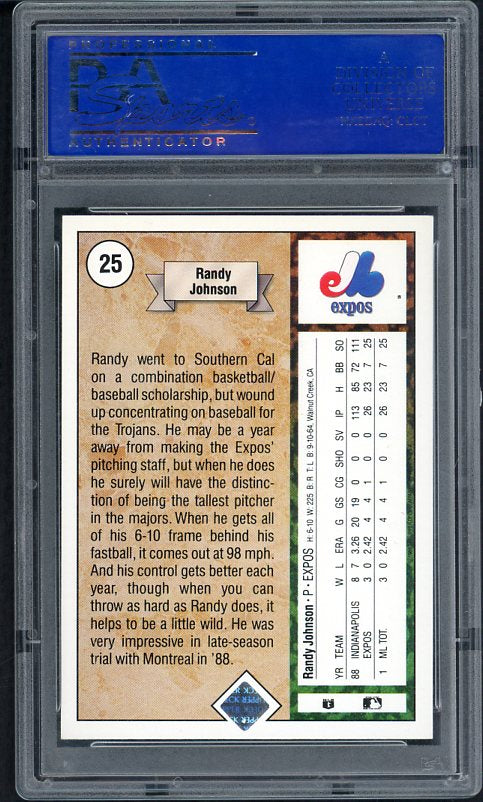 PROFESSIONAL
PSA
Sports
AUTHENTICATOR
A
DIVISION OF
COLLECTORS
UNIVERSE
NASDAQ: CLCT
25
Randy
Johnson
Randy went to Southern Cal
on a combination basketball/
baseball scholarship, but wound
up concentrating on baseball for
the Trojans. He may be a year
away from making the Expos'
pitching staff, but when he does
he surely will have the distinc-
tion of being the tallest pitcher
in the majors. When he gets all
of his 6-10 frame behind his
fastball, it comes out at 98 mph.
And his control gets better each
year, though when you can
throw as hard as Randy does, it
helps to be a little wild. He was
very impressive in late-season
trial with Montreal in '88.
expos
Randy Johnson · P · EXPOS H: 6-10 W: 225 B: R T: L B: 9-10-64, Walnut Creek, CA
YR TEAM W L ERA G GS CG SHO SV IP H BB SO
88 INDIANAPOLIS 8 7 3.26 20 19 0 0 0 113 85 72 111
EXPOS 3 0 2.42 4 4 1 0 0 26 23 7 25
1 ML TOT. 3 0 2.42 4 4 1 0 0 26 23 7 25
UPPER DECK